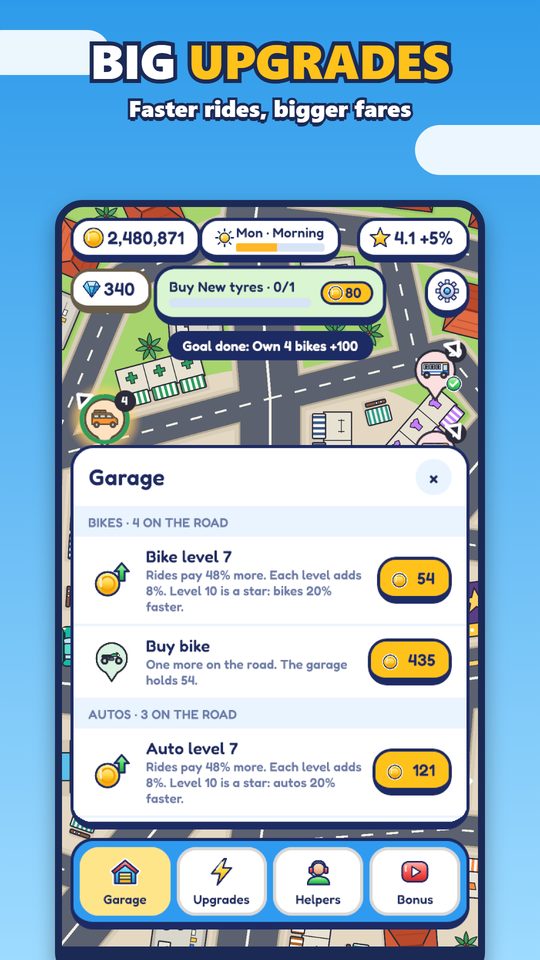 BIG UPGRADES
Faster rides, bigger fares
2,480,871
Mon · Morning
4.1 +5%
340
Buy New tyres · 0/1
80
Goal done: Own 4 bikes +100
4
Garage
×
BIKES · 4 ON THE ROAD
Bike level 7
Rides pay 48% more. Each level adds
8%. Level 10 is a star: bikes 20%
faster.
54
Buy bike
One more on the road. The garage
holds 54.
435
AUTOS · 3 ON THE ROAD
Auto level 7
Rides pay 48% more. Each level adds
8%. Level 10 is a star: autos 20%
faster.
121
Garage
Upgrades
Helpers
Bonus